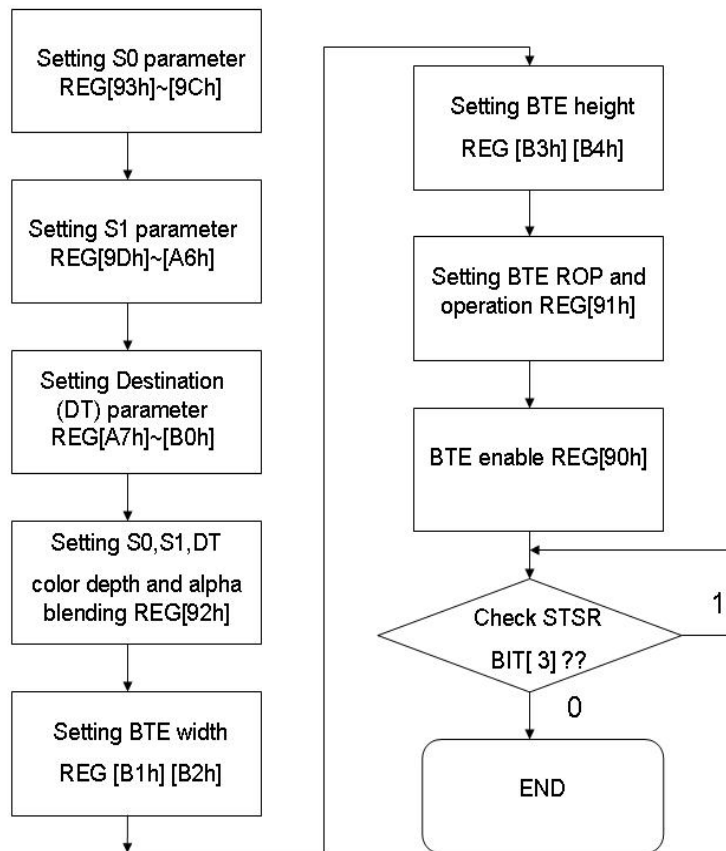 Setting S0 parameter
REG[93h]~[9Ch]
Setting S1 parameter
REG[9Dh]~[A6h]
Setting Destination
(DT) parameter
REG[A7h]~[B0h]
Setting S0,S1,DT
color depth and alpha
blending REG[92h]
Setting BTE width
REG [B1h] [B2h]
Setting BTE height
REG [B3h] [B4h]
Setting BTE ROP and
operation REG[91h]
BTE enable REG[90h]
Check STSR
BIT[ 3] ??
1
0
END